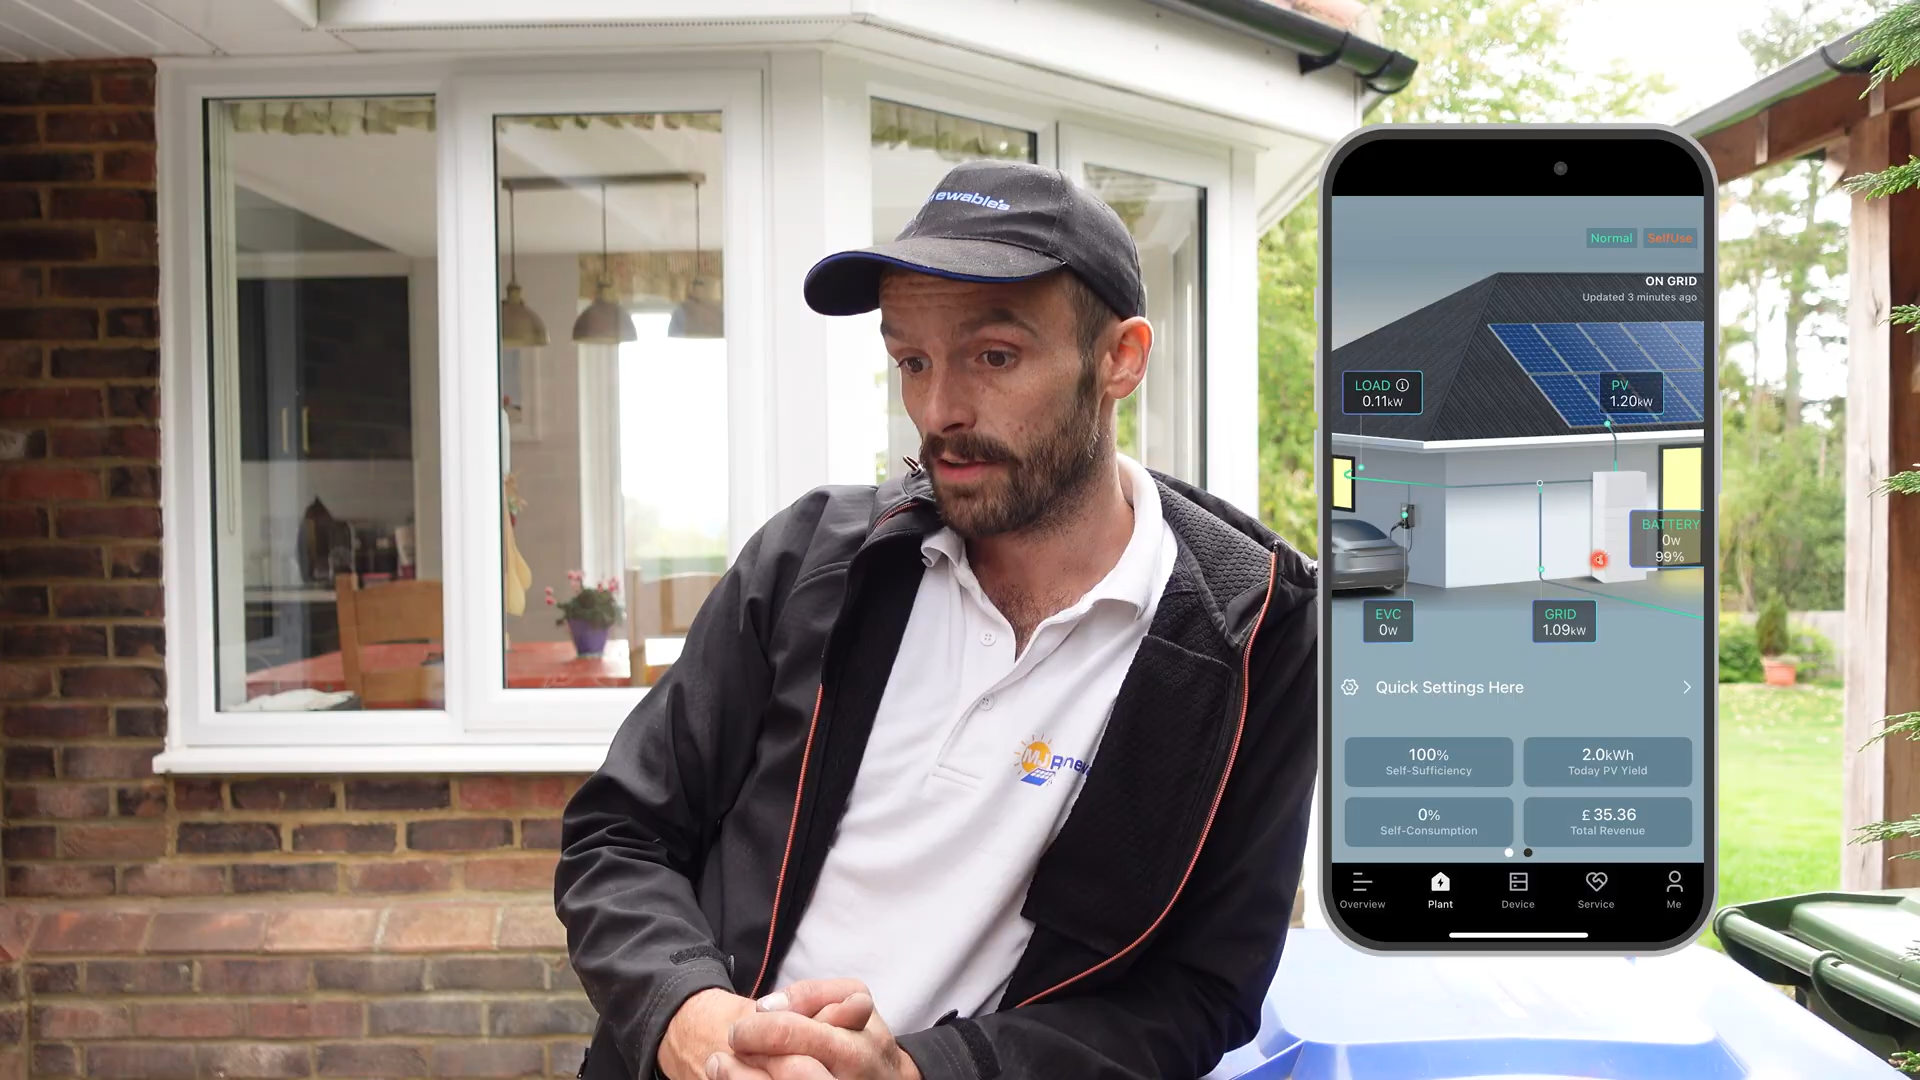 ewable's
MJ Rnew
Normal SelfUse
ON GRID
Updated 3 minutes ago
LOAD
0.11kW
PV
1.20kW
BATTERY
0W
99%
EVC
0W
GRID
1.09kW
Quick Settings Here
100%
Self-Sufficiency
2.0kWh
Today PV Yield
0%
Self-Consumption
£ 35.36
Total Revenue
Overview
Plant
Device
Service
Me